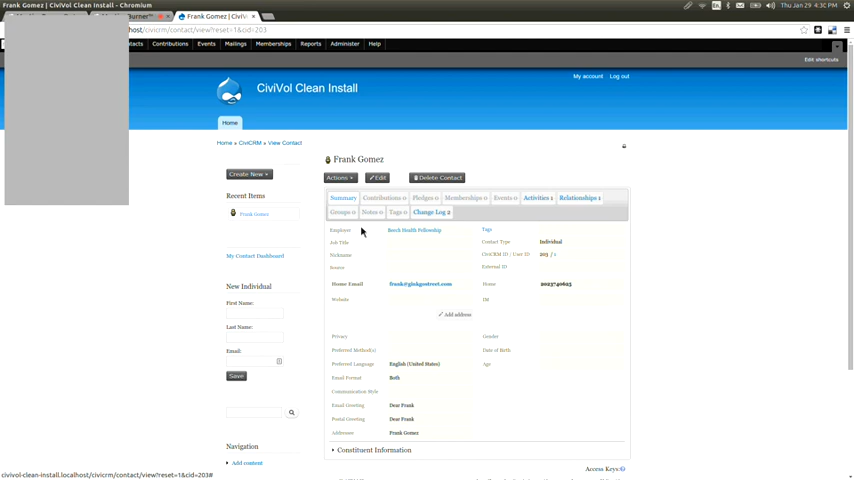 Frank Gomez | CiviVol Clean Install - Chromium
Thu Jan 29 4:30 PM
Frank Gomez | CiviVol
host/civicrm/contact/view?reset=1&cid=203
Contacts Contributions Events Mailings Memberships Reports Administer Help
Edit shortcuts
My account Log out
CiviVol Clean Install
Home
Home » CiviCRM » View Contact
Frank Gomez
Create New
Actions Edit Delete Contact
Recent Items
Summary Contributions 0 Pledges 0 Memberships 0 Events 0 Activities 1 Relationships 1
Frank Gomez
Groups 0 Notes 0 Tags 0 Change Log 2
Employer Beech Health Fellowship Tags
Job Title Contact Type Individual
Nickname CiviCRM ID | User ID 203 / 1
My Contact Dashboard
Source External ID
Home Email frank@ginkgostreet.com Home 2023740625
New Individual
Website IM
First Name:
Add address
Last Name:
Privacy Gender
Email:
Preferred Method(s) Date of Birth
Preferred Language English (United States) Age
Save
Email Format Both
Communication Style
Email Greeting Dear Frank
Postal Greeting Dear Frank
Addressee Frank Gomez
Navigation
Constituent Information
Add content
Access Keys:
civivol-clean-install.localhost/civicrm/contact/view?reset=1&cid=203#